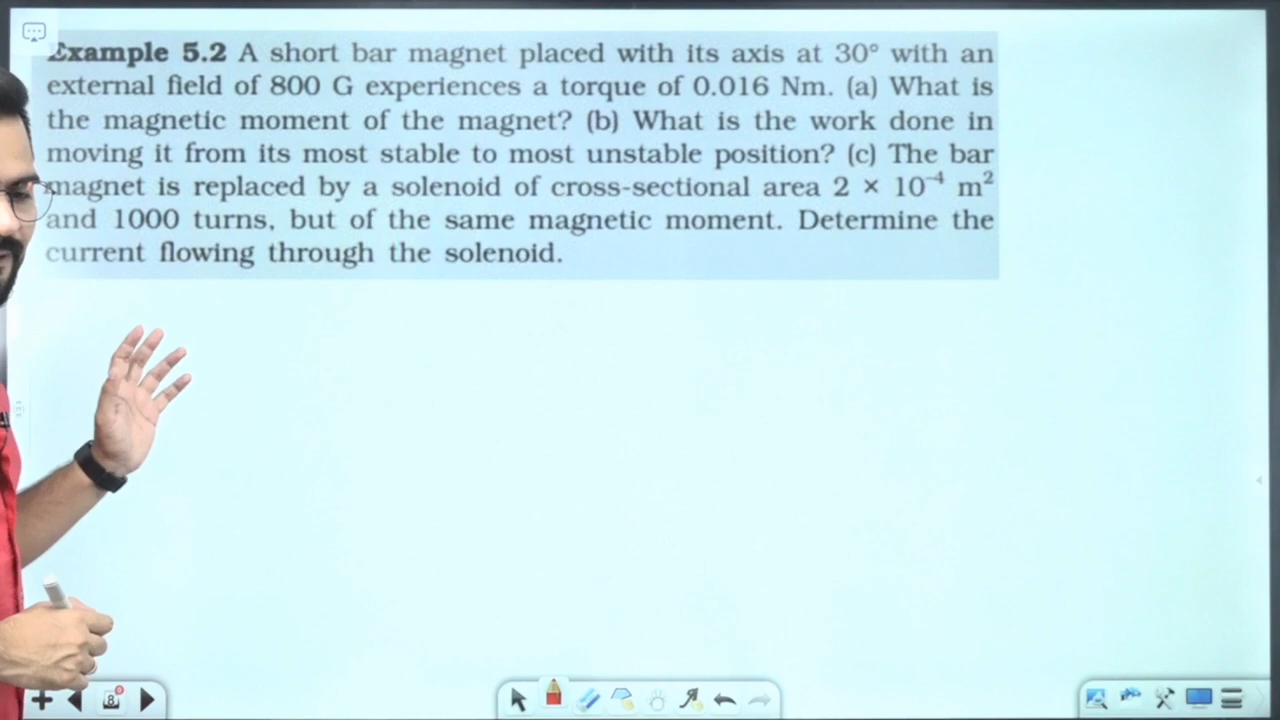 Example 5.2 A short bar magnet placed with its axis at 30° with an
external field of 800 G experiences a torque of 0.016 Nm. (a) What is
the magnetic moment of the magnet? (b) What is the work done in
moving it from its most stable to most unstable position? (c) The bar
magnet is replaced by a solenoid of cross-sectional area 2 × 10⁻⁴ m²
and 1000 turns, but of the same magnetic moment. Determine the
current flowing through the solenoid.
8